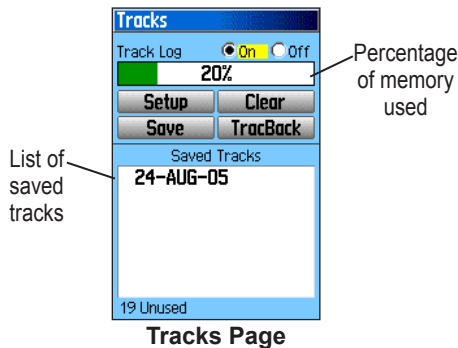 Tracks
Track Log On Off
20%
Setup Clear
Save TracBack
Saved Tracks
24-AUG-05
19 Unused
Percentage
of memory
used
List of
saved
tracks
Tracks Page